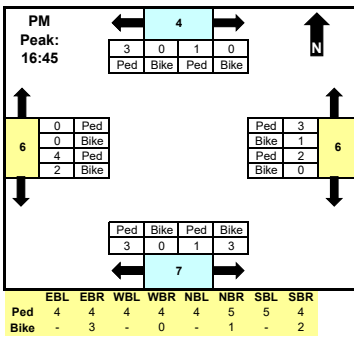 PM
Peak:
16:45
4
N
3 0 1 0
Ped Bike Ped Bike
6
0 Ped
0 Bike
4 Ped
2 Bike
Ped 3
Bike 1
Ped 2
Bike 0
6
Ped Bike Ped Bike
3 0 1 3
7
EBL EBR WBL WBR NBL NBR SBL SBR
Ped 4 4 4 4 4 5 5 4
Bike - 3 - 0 - 1 - 2